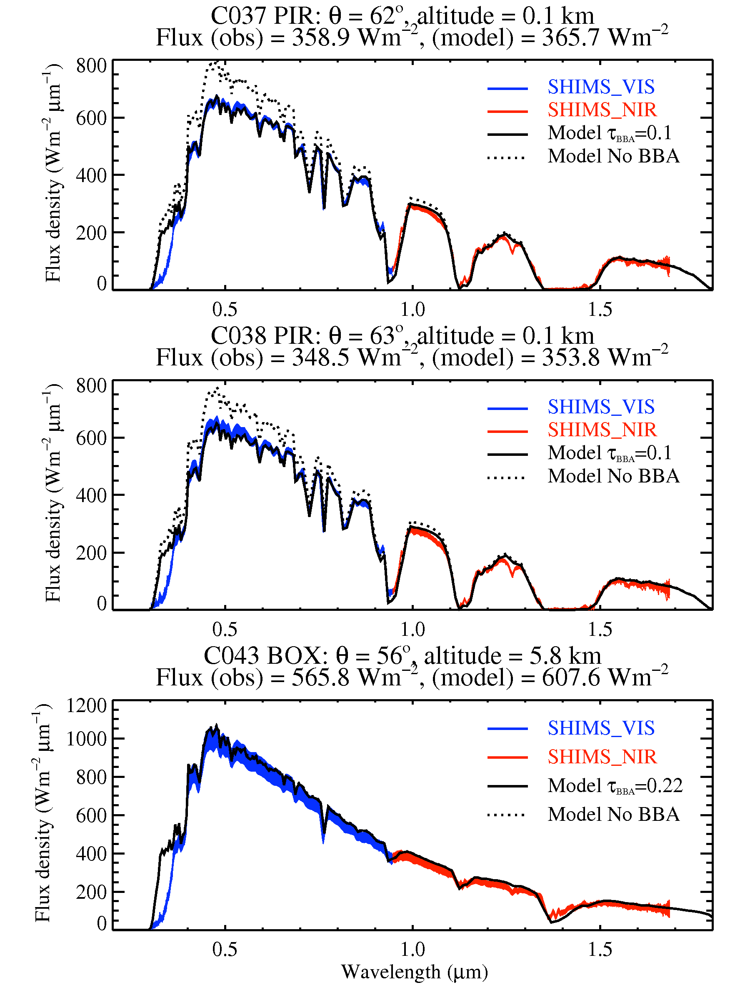 C037 PIR: θ = 62°, altitude = 0.1 km
Flux (obs) = 358.9 Wm⁻², (model) = 365.7 Wm⁻²
Flux density (Wm⁻² μm⁻¹)
800
600
400
200
0
SHIMS_VIS
SHIMS_NIR
Model τBBA=0.1
Model No BBA
0.5 1.0 1.5
C038 PIR: θ = 63°, altitude = 0.1 km
Flux (obs) = 348.5 Wm⁻², (model) = 353.8 Wm⁻²
Flux density (Wm⁻² μm⁻¹)
800
600
400
200
0
SHIMS_VIS
SHIMS_NIR
Model τBBA=0.1
Model No BBA
0.5 1.0 1.5
C043 BOX: θ = 56°, altitude = 5.8 km
Flux (obs) = 565.8 Wm⁻², (model) = 607.6 Wm⁻²
Flux density (Wm⁻² μm⁻¹)
1200
1000
800
600
400
200
0
SHIMS_VIS
SHIMS_NIR
Model τBBA=0.22
Model No BBA
0.5 1.0 1.5
Wavelength (μm)